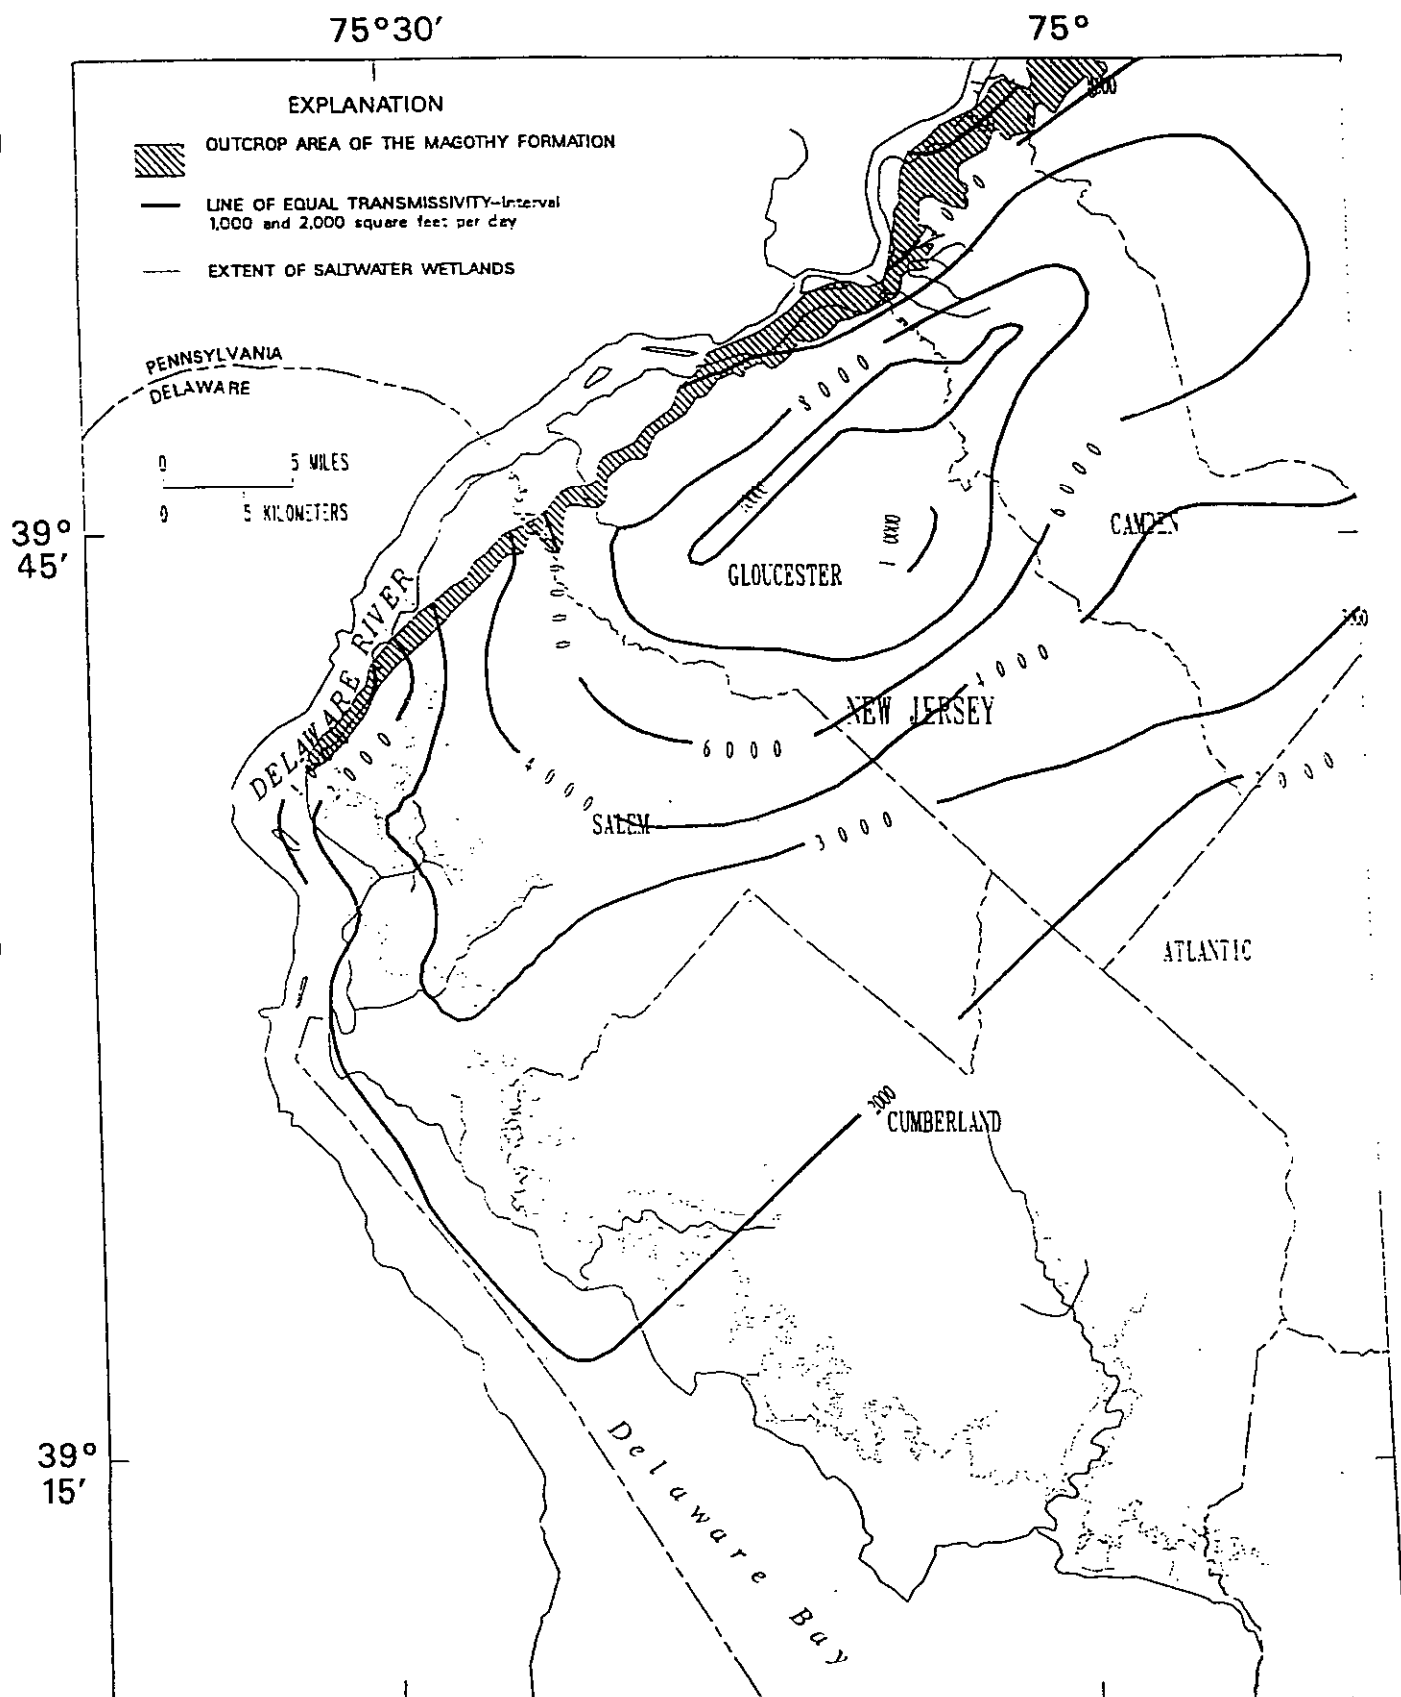 75°30′
75°
EXPLANATION
OUTCROP AREA OF THE MAGOTHY FORMATION
LINE OF EQUAL TRANSMISSIVITY-Interval
1,000 and 2,000 square feet per day
EXTENT OF SALTWATER WETLANDS
PENNSYLVANIA
DELAWARE
8000
0 5 MILES
0 5 KILOMETERS
6000
39°
45′
CAMDEN
10000
GLOUCESTER
DELAWARE RIVER
4000
NEW JERSEY
6000
4000
SALEM
3000
ATLANTIC
2000
CUMBERLAND
39°
15′
Delaware Bay